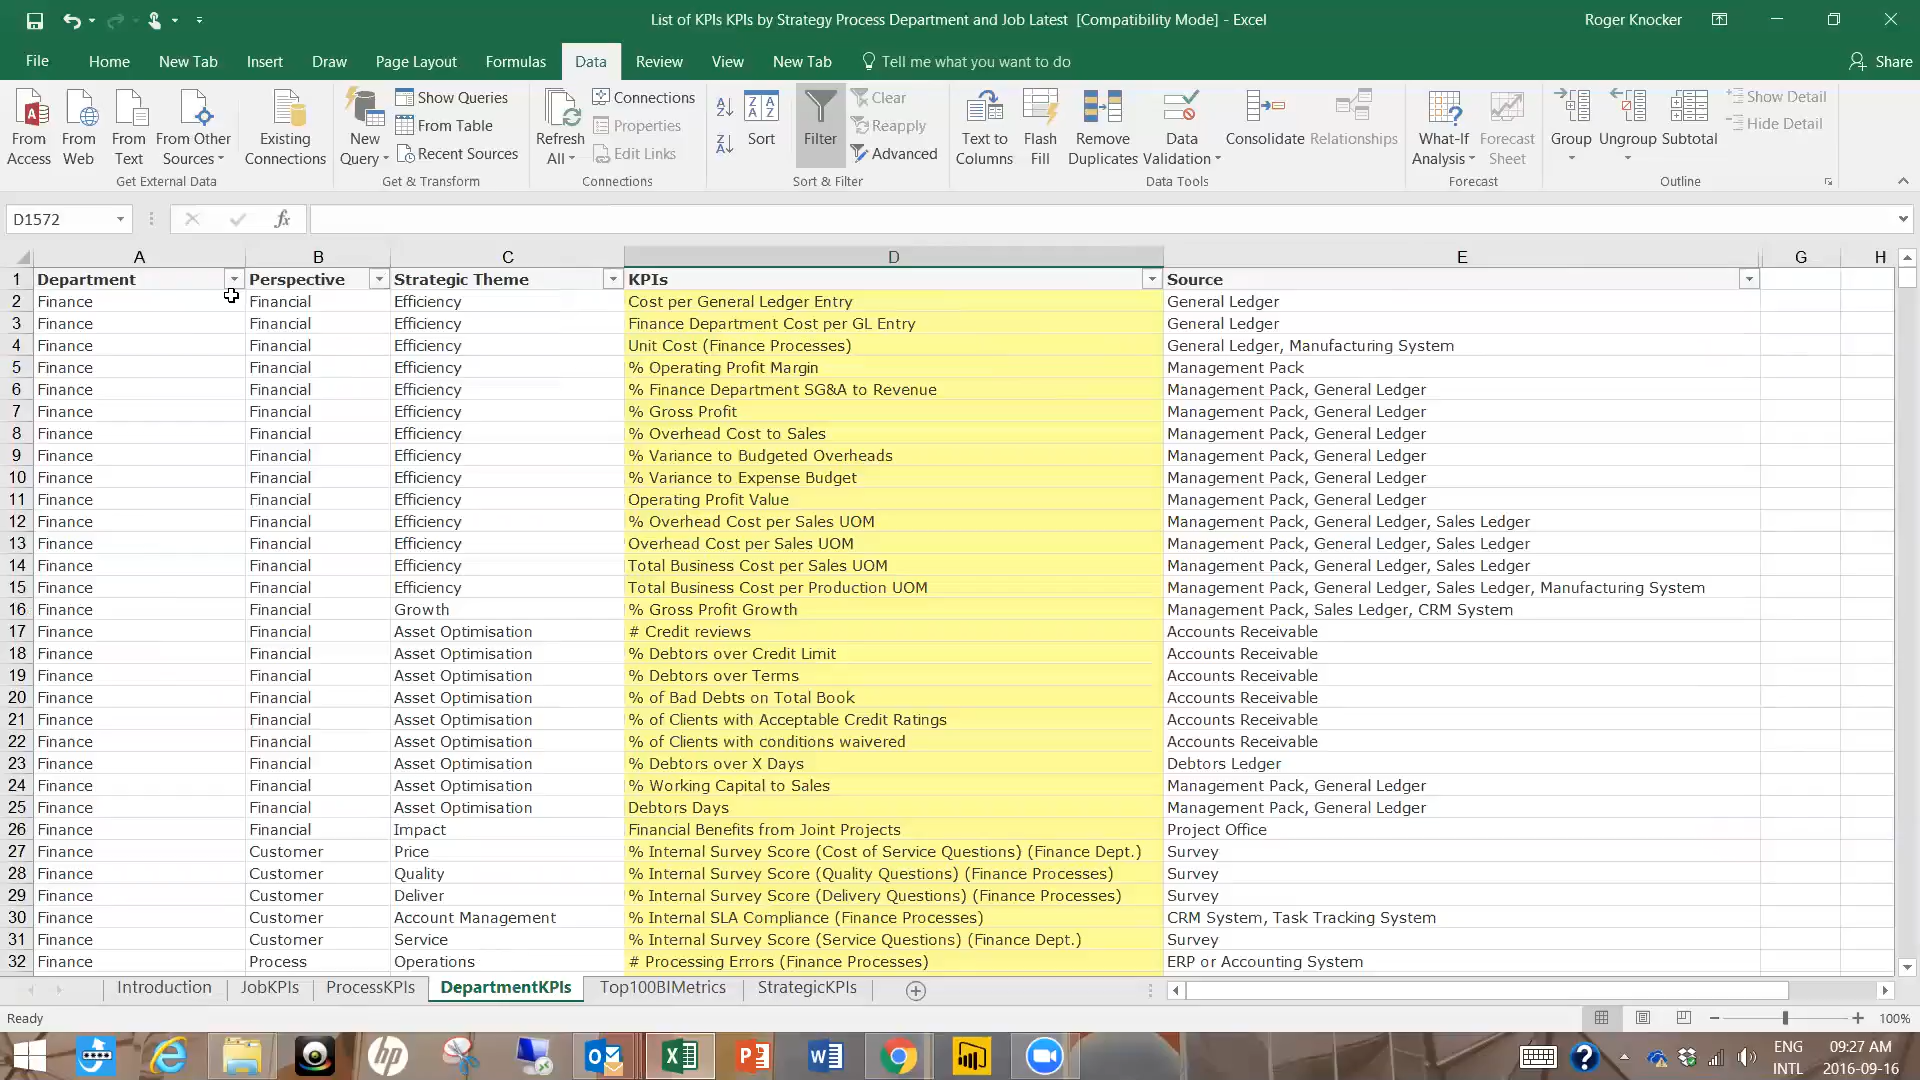 List of KPIs KPIs by Strategy Process Department and Job Latest  [Compatibility Mode] - Excel
Roger Knocker
File Home New Tab Insert Draw Page Layout Formulas Data Review View New Tab Tell me what you want to do Share
From Access
From Web
From Text
From Other Sources
Existing Connections
Get External Data
New Query
Show Queries
From Table
Recent Sources
Get & Transform
Refresh All
Connections
Properties
Edit Links
Connections
Sort
Filter
Clear
Reapply
Advanced
Sort & Filter
Text to Columns
Flash Fill
Remove Duplicates
Data Validation
Consolidate
Relationships
Data Tools
What-If Analysis
Forecast Sheet
Forecast
Group
Ungroup
Subtotal
Show Detail
Hide Detail
Outline
D1572 fx
A B C D E G H
1 Department Perspective Strategic Theme KPIs Source
2 Finance Financial Efficiency Cost per General Ledger Entry General Ledger
3 Finance Financial Efficiency Finance Department Cost per GL Entry General Ledger
4 Finance Financial Efficiency Unit Cost (Finance Processes) General Ledger, Manufacturing System
5 Finance Financial Efficiency % Operating Profit Margin Management Pack
6 Finance Financial Efficiency % Finance Department SG&A to Revenue Management Pack, General Ledger
7 Finance Financial Efficiency % Gross Profit Management Pack, General Ledger
8 Finance Financial Efficiency % Overhead Cost to Sales Management Pack, General Ledger
9 Finance Financial Efficiency % Variance to Budgeted Overheads Management Pack, General Ledger
10 Finance Financial Efficiency % Variance to Expense Budget Management Pack, General Ledger
11 Finance Financial Efficiency Operating Profit Value Management Pack, General Ledger
12 Finance Financial Efficiency % Overhead Cost per Sales UOM Management Pack, General Ledger, Sales Ledger
13 Finance Financial Efficiency Overhead Cost per Sales UOM Management Pack, General Ledger, Sales Ledger
14 Finance Financial Efficiency Total Business Cost per Sales UOM Management Pack, General Ledger, Sales Ledger
15 Finance Financial Efficiency Total Business Cost per Production UOM Management Pack, General Ledger, Sales Ledger, Manufacturing System
16 Finance Financial Growth % Gross Profit Growth Management Pack, Sales Ledger, CRM System
17 Finance Financial Asset Optimisation # Credit reviews Accounts Receivable
18 Finance Financial Asset Optimisation % Debtors over Credit Limit Accounts Receivable
19 Finance Financial Asset Optimisation % Debtors over Terms Accounts Receivable
20 Finance Financial Asset Optimisation % of Bad Debts on Total Book Accounts Receivable
21 Finance Financial Asset Optimisation % of Clients with Acceptable Credit Ratings Accounts Receivable
22 Finance Financial Asset Optimisation % of Clients with conditions waivered Accounts Receivable
23 Finance Financial Asset Optimisation % Debtors over X Days Debtors Ledger
24 Finance Financial Asset Optimisation % Working Capital to Sales Management Pack, General Ledger
25 Finance Financial Asset Optimisation Debtors Days Management Pack, General Ledger
26 Finance Financial Impact Financial Benefits from Joint Projects Project Office
27 Finance Customer Price % Internal Survey Score (Cost of Service Questions) (Finance Dept.) Survey
28 Finance Customer Quality % Internal Survey Score (Quality Questions) (Finance Processes) Survey
29 Finance Customer Deliver % Internal Survey Score (Delivery Questions) (Finance Processes) Survey
30 Finance Customer Account Management % Internal SLA Compliance (Finance Processes) CRM System, Task Tracking System
31 Finance Customer Service % Internal Survey Score (Service Questions) (Finance Dept.) Survey
32 Finance Process Operations # Processing Errors (Finance Processes) ERP or Accounting System
Introduction JobKPIs ProcessKPIs DepartmentKPIs Top100BIMetrics StrategicKPIs
Ready 100%
ENG 09:27 AM
INTL 2016-09-16